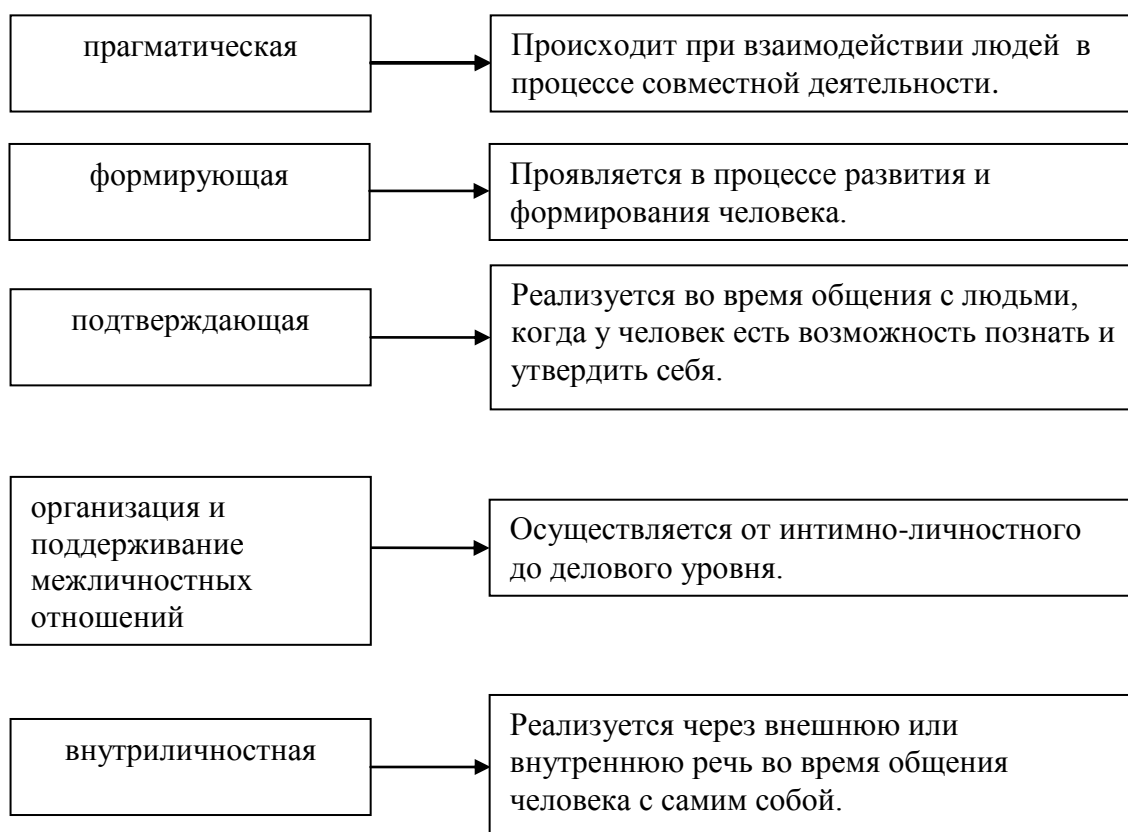 прагматическая
Происходит при взаимодействии людей в
процессе совместной деятельности.
формирующая
Проявляется в процессе развития и
формирования человека.
подтверждающая
Реализуется во время общения с людьми,
когда у человек есть возможность познать и
утвердить себя.
организация и
поддерживание
межличностных
отношений
Осуществляется от интимно-личностного
до делового уровня.
внутриличностная
Реализуется через внешнюю или
внутреннюю речь во время общения
человека с самим собой.